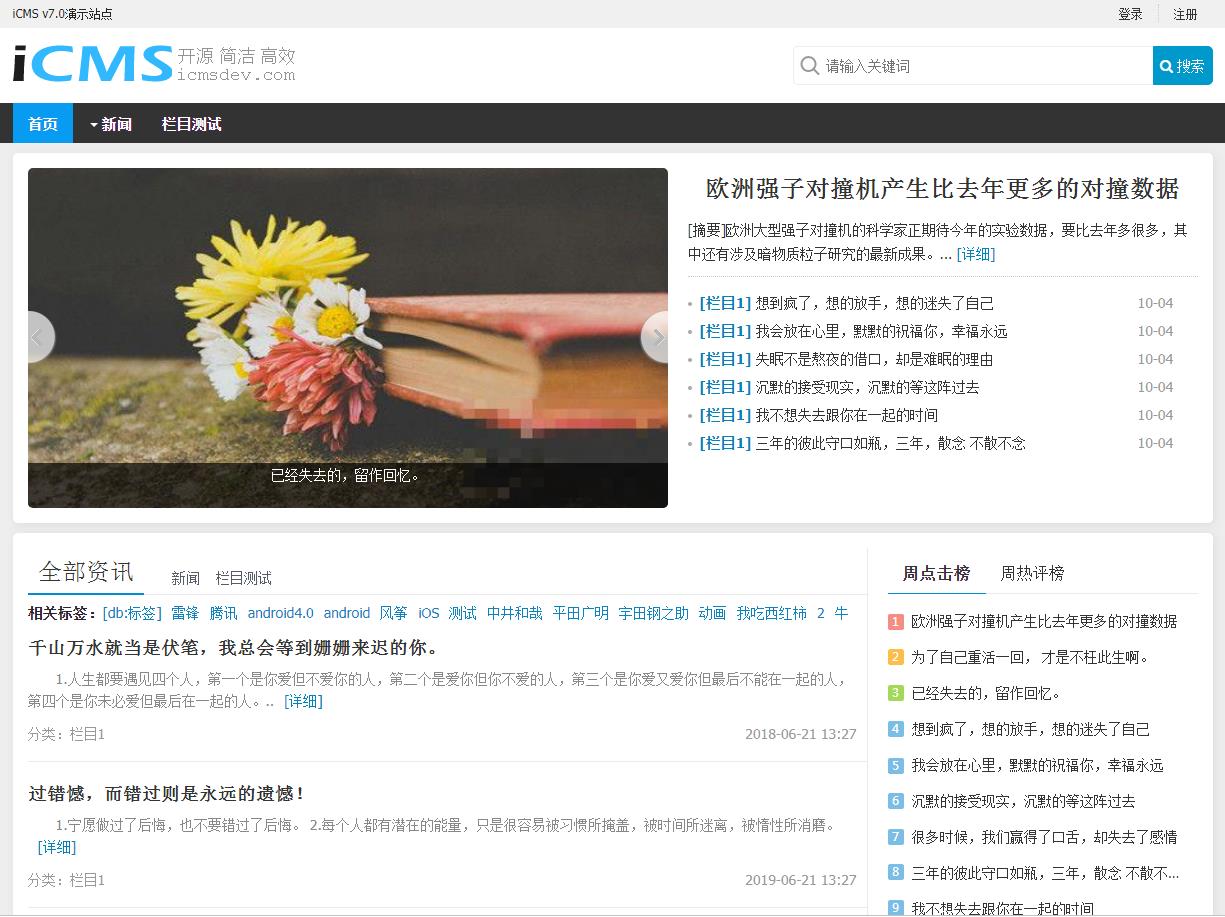 iCMS v7.0演示站点
登录 注册
iCMS 开源 简洁 高效
icmsdev.com
请输入关键词 搜索
首页 新闻 栏目测试
欧洲强子对撞机产生比去年更多的对撞数据
[摘要]欧洲大型强子对撞机的科学家正期待今年的实验数据，要比去年多很多，其
中还有涉及暗物质粒子研究的最新成果。... [详细]
[栏目1] 想到疯了，想的放手，想的迷失了自己 10-04
[栏目1] 我会放在心里，默默的祝福你，幸福永远 10-04
[栏目1] 失眠不是熬夜的借口，却是难眠的理由 10-04
[栏目1] 沉默的接受现实，沉默的等这阵过去 10-04
[栏目1] 我不想失去跟你在一起的时间 10-04
[栏目1] 三年的彼此守口如瓶，三年，散念 不散不念 10-04
已经失去的，留作回忆。
全部资讯 新闻 栏目测试
相关标签：[db:标签] 雷锋 腾讯 android4.0 android 风筝 iOS 测试 中井和哉 平田广明 宇田钢之助 动画 我吃西红柿 2 牛
千山万水就当是伏笔，我总会等到姗姗来迟的你。
1.人生都要遇见四个人，第一个是你爱但不爱你的人，第二个是爱你但你不爱的人，第三个是你爱又爱你但最后不能在一起的人，
第四个是你未必爱但最后在一起的人。.. [详细]
分类：栏目1 2018-06-21 13:27
过错憾，而错过则是永远的遗憾！
1.宁愿做过了后悔，也不要错过了后悔。 2.每个人都有潜在的能量，只是很容易被习惯所掩盖，被时间所迷离，被惰性所消磨。
[详细]
分类：栏目1 2019-06-21 13:27
周点击榜 周热评榜
1 欧洲强子对撞机产生比去年更多的对撞数据
2 为了自己重活一回， 才是不枉此生啊。
3 已经失去的，留作回忆。
4 想到疯了，想的放手，想的迷失了自己
5 我会放在心里，默默的祝福你，幸福永远
6 沉默的接受现实，沉默的等这阵过去
7 很多时候，我们赢得了口舌，却失去了感情
8 三年的彼此守口如瓶，三年，散念 不散不...
9 我不想失去跟你在一起的时间